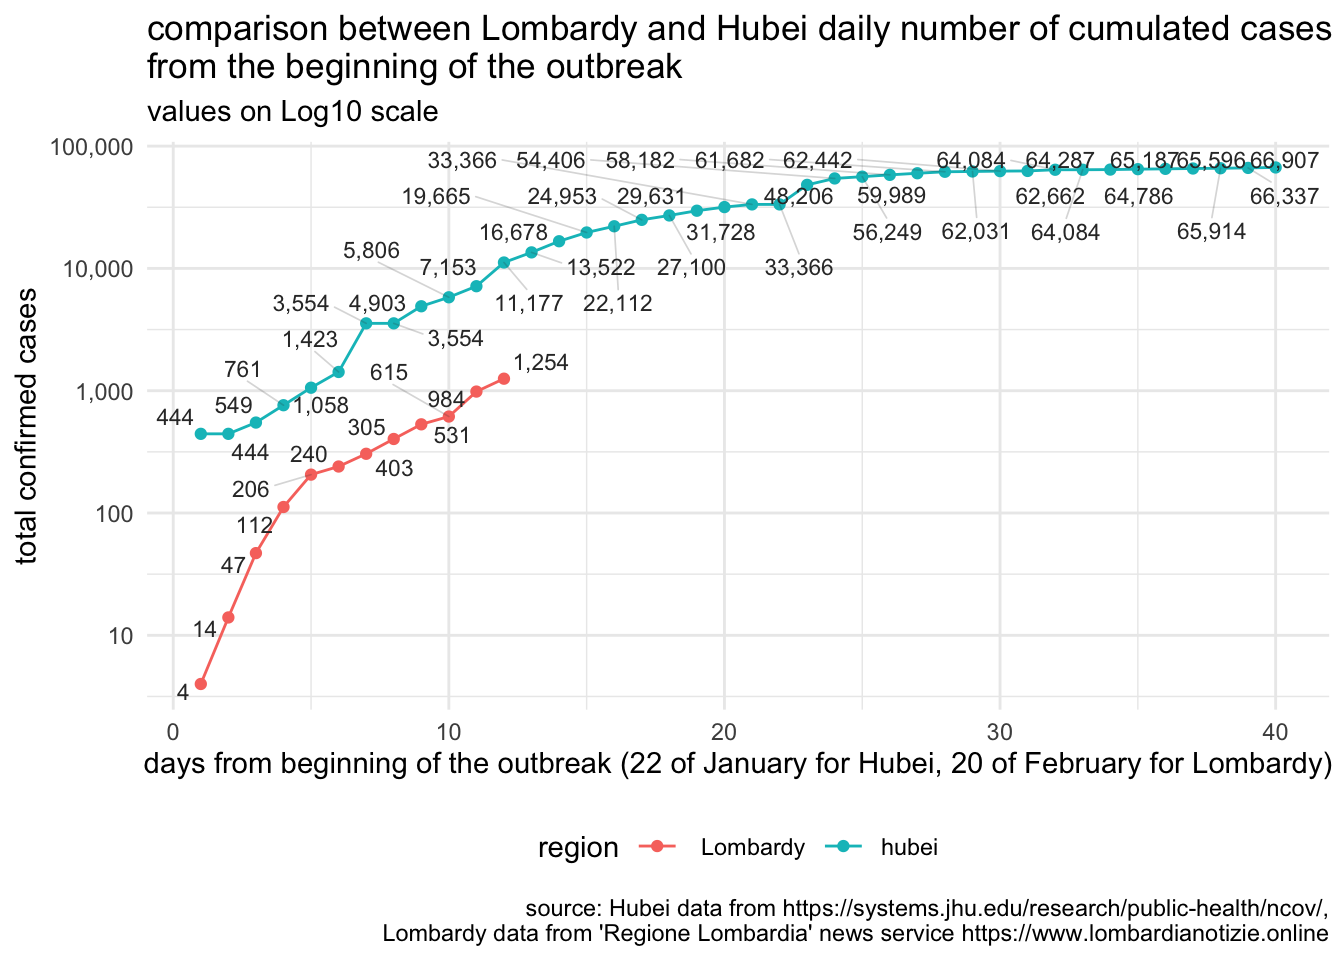 comparison between Lombardy and Hubei daily number of cumulated cases
from the beginning of the outbreak
values on Log10 scale
total confirmed cases
100,000
10,000
1,000
100
10
33,366 54,406 58,182 61,682 62,442 64,084 64,287 65,187 65,596 66,907
19,665 24,953 29,631 48,206 59,989 62,662 64,786 66,337
16,678 31,728 56,249 62,031 64,084 65,914
5,806
7,153 13,522 27,100 33,366
3,554 4,903 11,177 22,112
1,423 3,554
761 615 1,254
444 549 1,058 984
444 240 305 531
206 403
112
47
14
4
0 10 20 30 40
days from beginning of the outbreak (22 of January for Hubei, 20 of February for Lombardy)
region Lombardy hubei
source: Hubei data from https://systems.jhu.edu/research/public-health/ncov/,
Lombardy data from 'Regione Lombardia' news service https://www.lombardianotizie.online